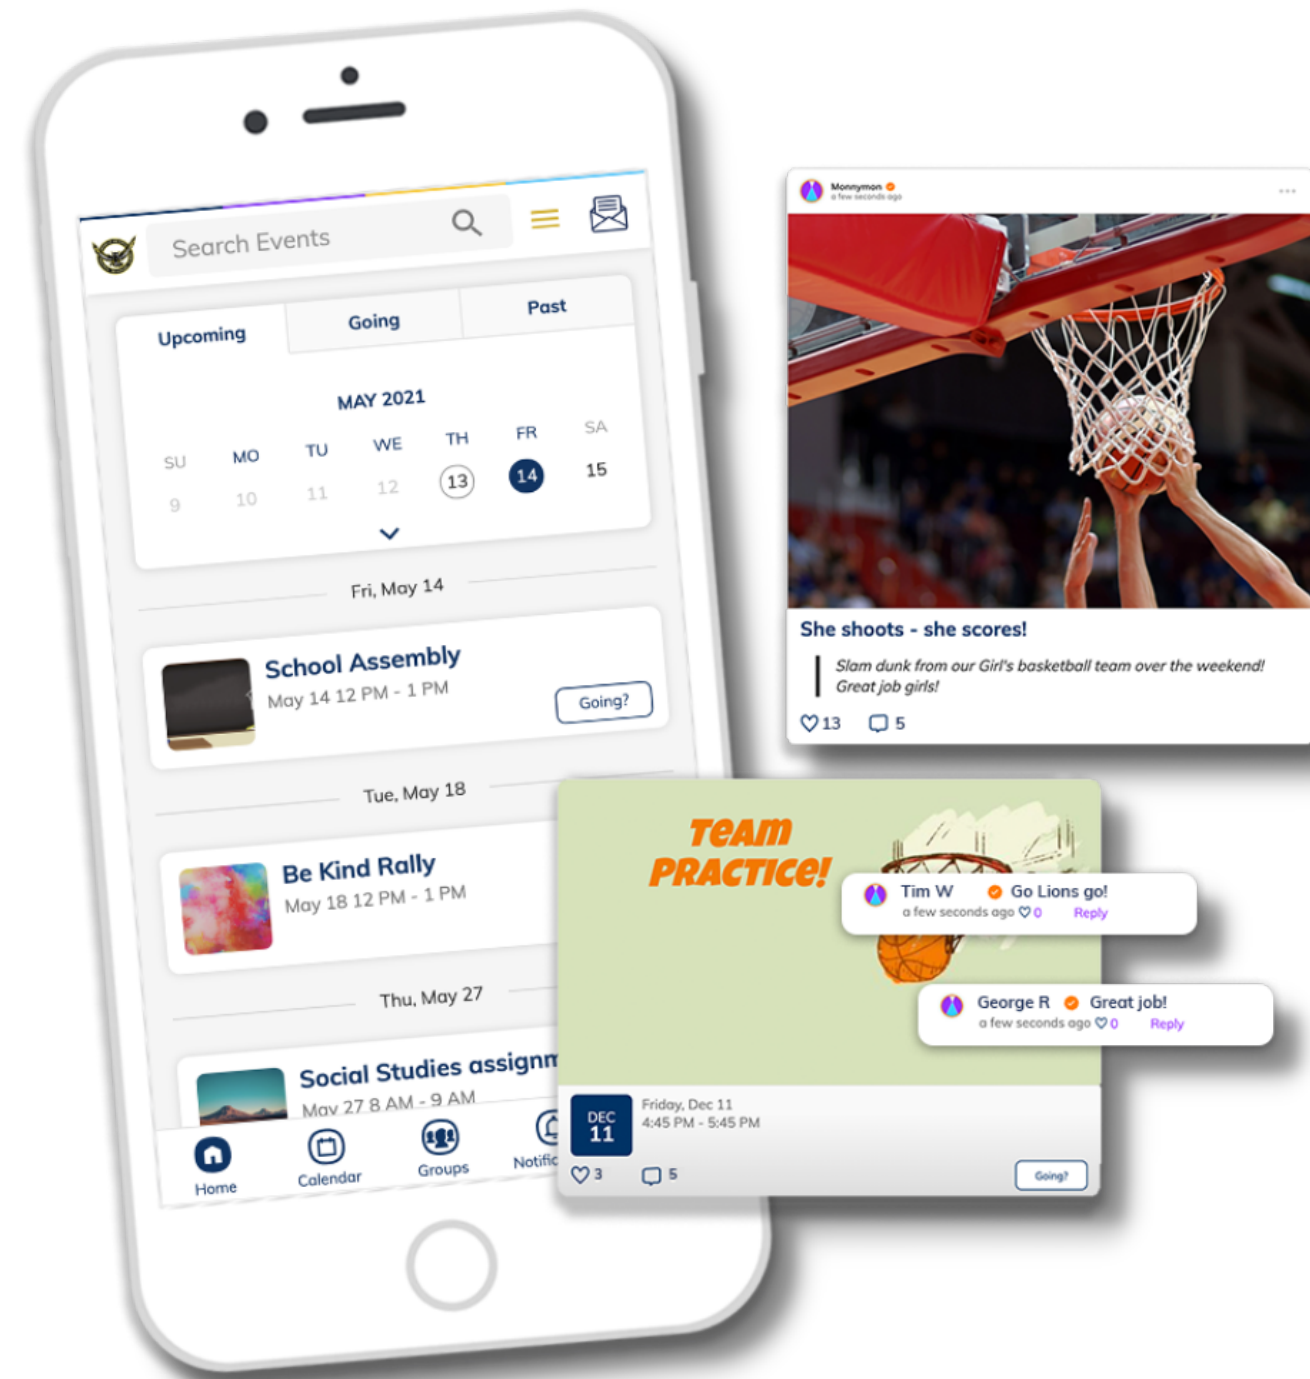 Search Events
Upcoming Going Past
MAY 2021
SU MO TU WE TH FR SA
9 10 11 12 13 14 15
Fri, May 14
School Assembly
May 14 12 PM - 1 PM
Going?
Tue, May 18
Be Kind Rally
May 18 12 PM - 1 PM
Thu, May 27
Social Studies
May 27 8 AM - 9 AM
Home Calendar Groups
Monnymon
a few seconds ago
She shoots - she scores!
Slam dunk from our Girl's basketball team over the weekend!
Great job girls!
13 5
TEAM
PRACTICE!
Tim W Go Lions go!
a few seconds ago 0 Reply
George R Great job!
a few seconds ago 0 Reply
DEC
11
Friday, Dec 11
4:45 PM - 5:45 PM
3 5
Going?